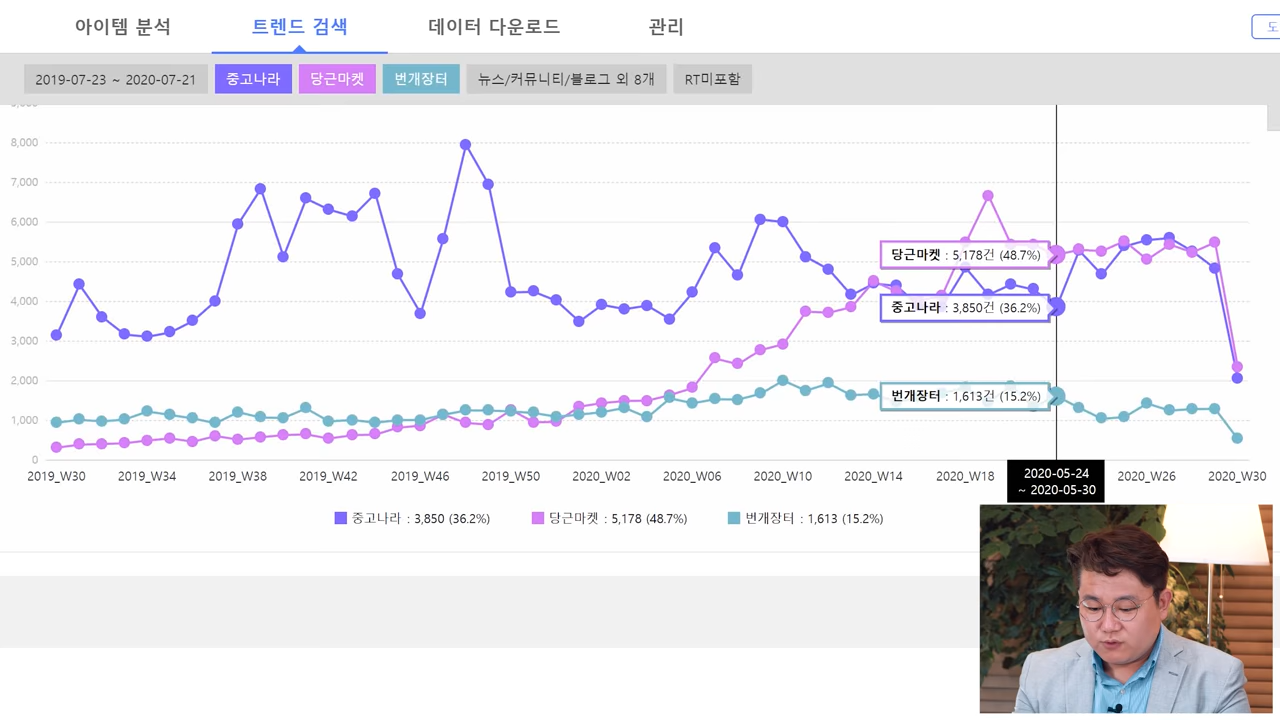 아이템 분석 트렌드 검색 데이터 다운로드 관리
2019-07-23 ~ 2020-07-21 중고나라 당근마켓 번개장터 뉴스/커뮤니티/블로그 외 8개 RT미포함
8,000
7,000
6,000
5,000
당근마켓 : 5,178건 (48.7%)
4,000
중고나라 : 3,850건 (36.2%)
3,000
2,000
번개장터 : 1,613건 (15.2%)
1,000
0
2019_W30 2019_W34 2019_W38 2019_W42 2019_W46 2019_W50 2020_W02 2020_W06 2020_W10 2020_W14 2020_W18 2020_W26 2020_W30
2020-05-24
~ 2020-05-30
중고나라 : 3,850 (36.2%) 당근마켓 : 5,178 (48.7%) 번개장터 : 1,613 (15.2%)